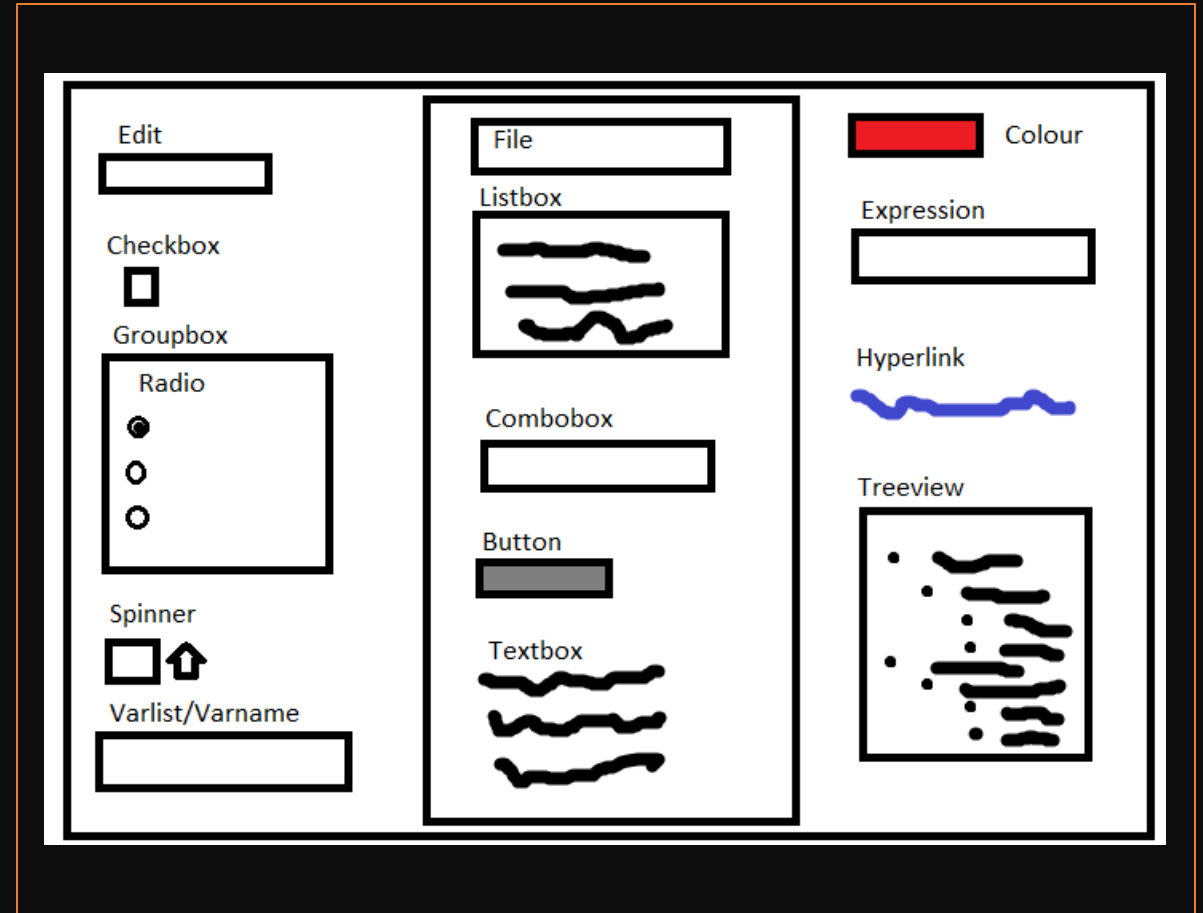 Edit
Checkbox
Groupbox
Radio
Spinner
Varlist/Varname
File
Listbox
Combobox
Button
Textbox
Colour
Expression
Hyperlink
Treeview